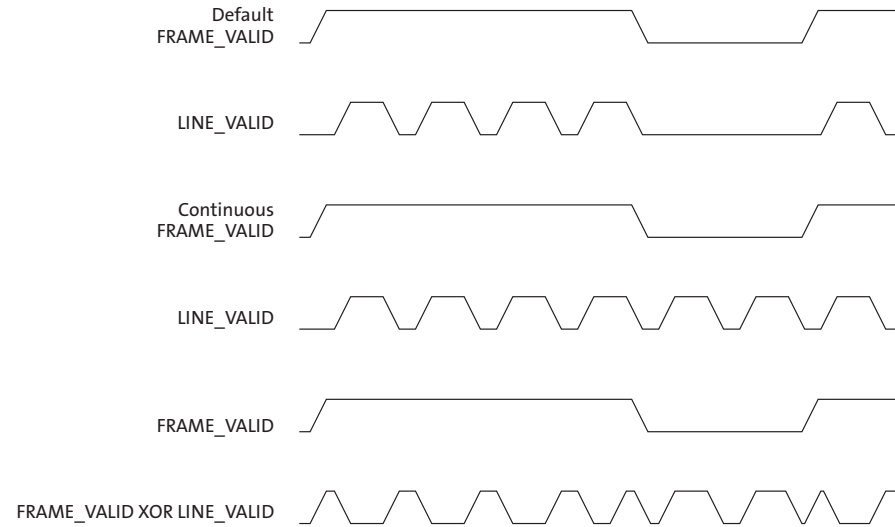 Default
FRAME_VALID
LINE_VALID
Continuous
FRAME_VALID
LINE_VALID
FRAME_VALID
FRAME_VALID XOR LINE_VALID